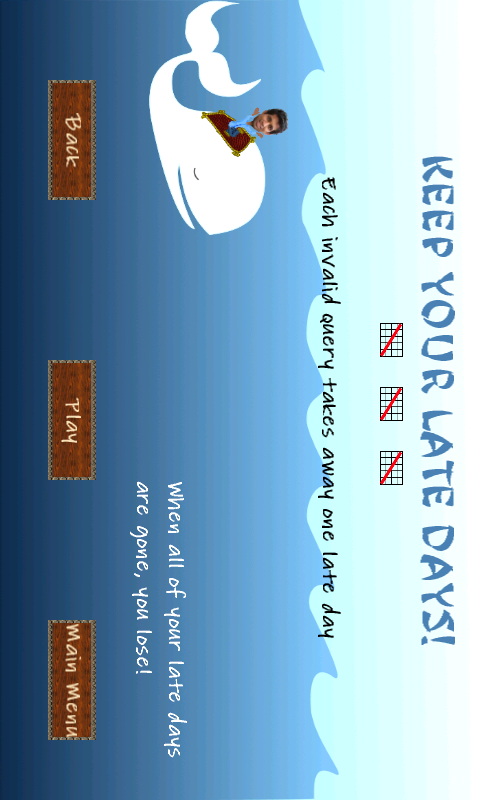 KEEP YOUR LATE DAYS!
Each invalid query takes away one late day
When all of your late days
are gone, you lose!
Back
Play
Main Menu